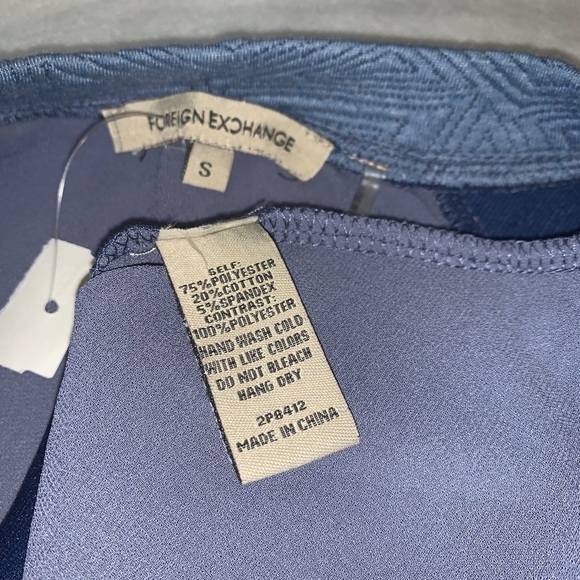 FOREIGN EXCHANGE
S
SELF:
75%POLYESTER
20%COTTON
5%SPANDEX
CONTRAST:
100%POLYESTER
HAND WASH COLD
WITH LIKE COLORS
DO NOT BLEACH
HANG DRY
2P8412
MADE IN CHINA